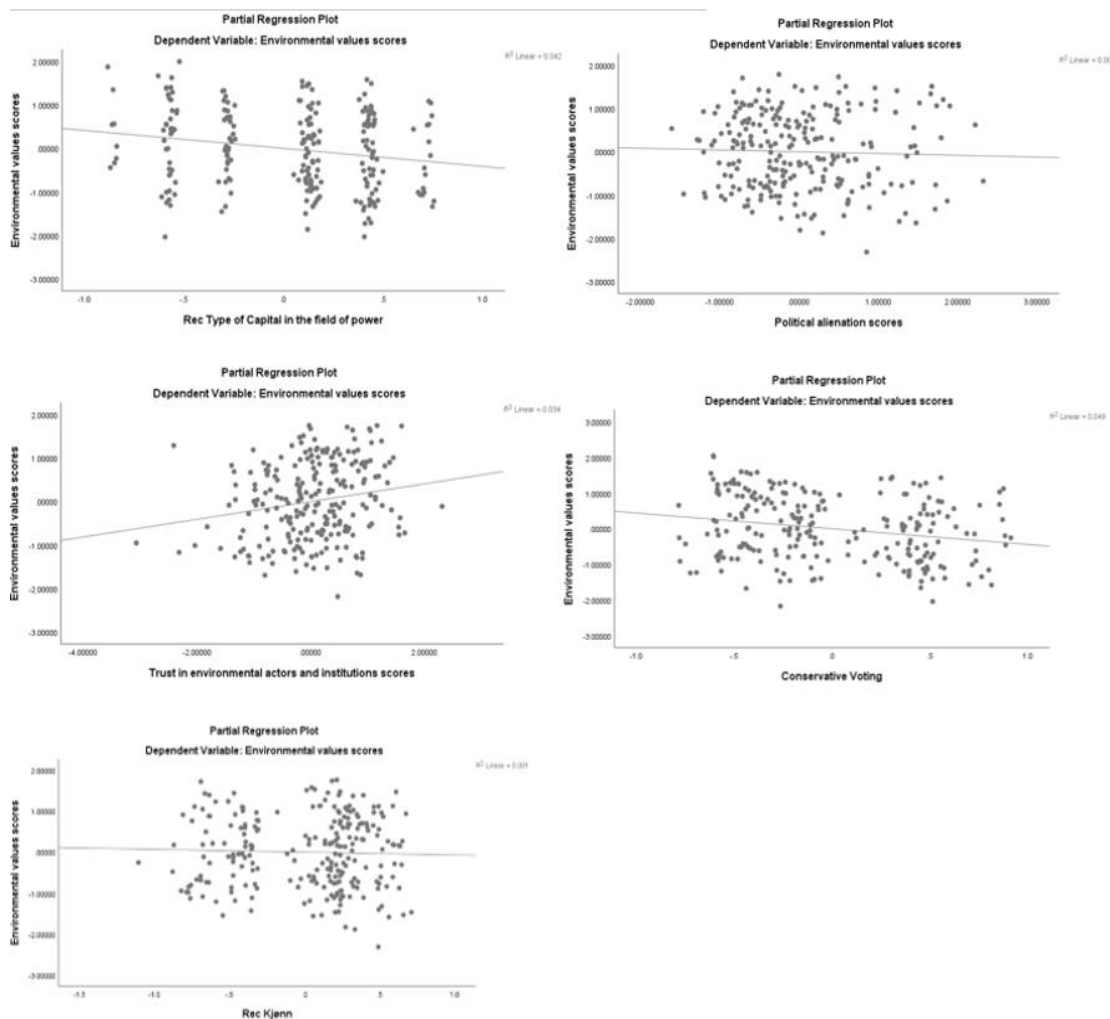 Partial Regression Plot
Dependent Variable: Environmental values scores
R² Linear = 0.042
Environmental values scores
2.00000
1.00000
.00000
-1.00000
-2.00000
-3.00000
-1.0 -.5 .0 .5 1.0
Rec Type of Capital in the field of power
Partial Regression Plot
Dependent Variable: Environmental values scores
R² Linear = 0.00
Environmental values scores
2.00000
1.00000
.00000
-1.00000
-2.00000
-3.00000
-2.00000 -1.00000 .00000 1.00000 2.00000 3.00000
Political alienation scores
Partial Regression Plot
Dependent Variable: Environmental values scores
R² Linear = 0.034
Environmental values scores
2.00000
1.00000
.00000
-1.00000
-2.00000
-3.00000
-4.00000 -2.00000 .00000 2.00000
Trust in environmental actors and institutions scores
Partial Regression Plot
Dependent Variable: Environmental values scores
R² Linear = 0.049
Environmental values scores
3.00000
2.00000
1.00000
.00000
-1.00000
-2.00000
-3.00000
-1.0 -.5 .0 .5 1.0
Conservative Voting
Partial Regression Plot
Dependent Variable: Environmental values scores
R² Linear = 0.001
Environmental values scores
2.00000
1.00000
.00000
-1.00000
-2.00000
-3.00000
-1.5 -1.0 -.5 .0 .5 1.0
Rec Kjønn